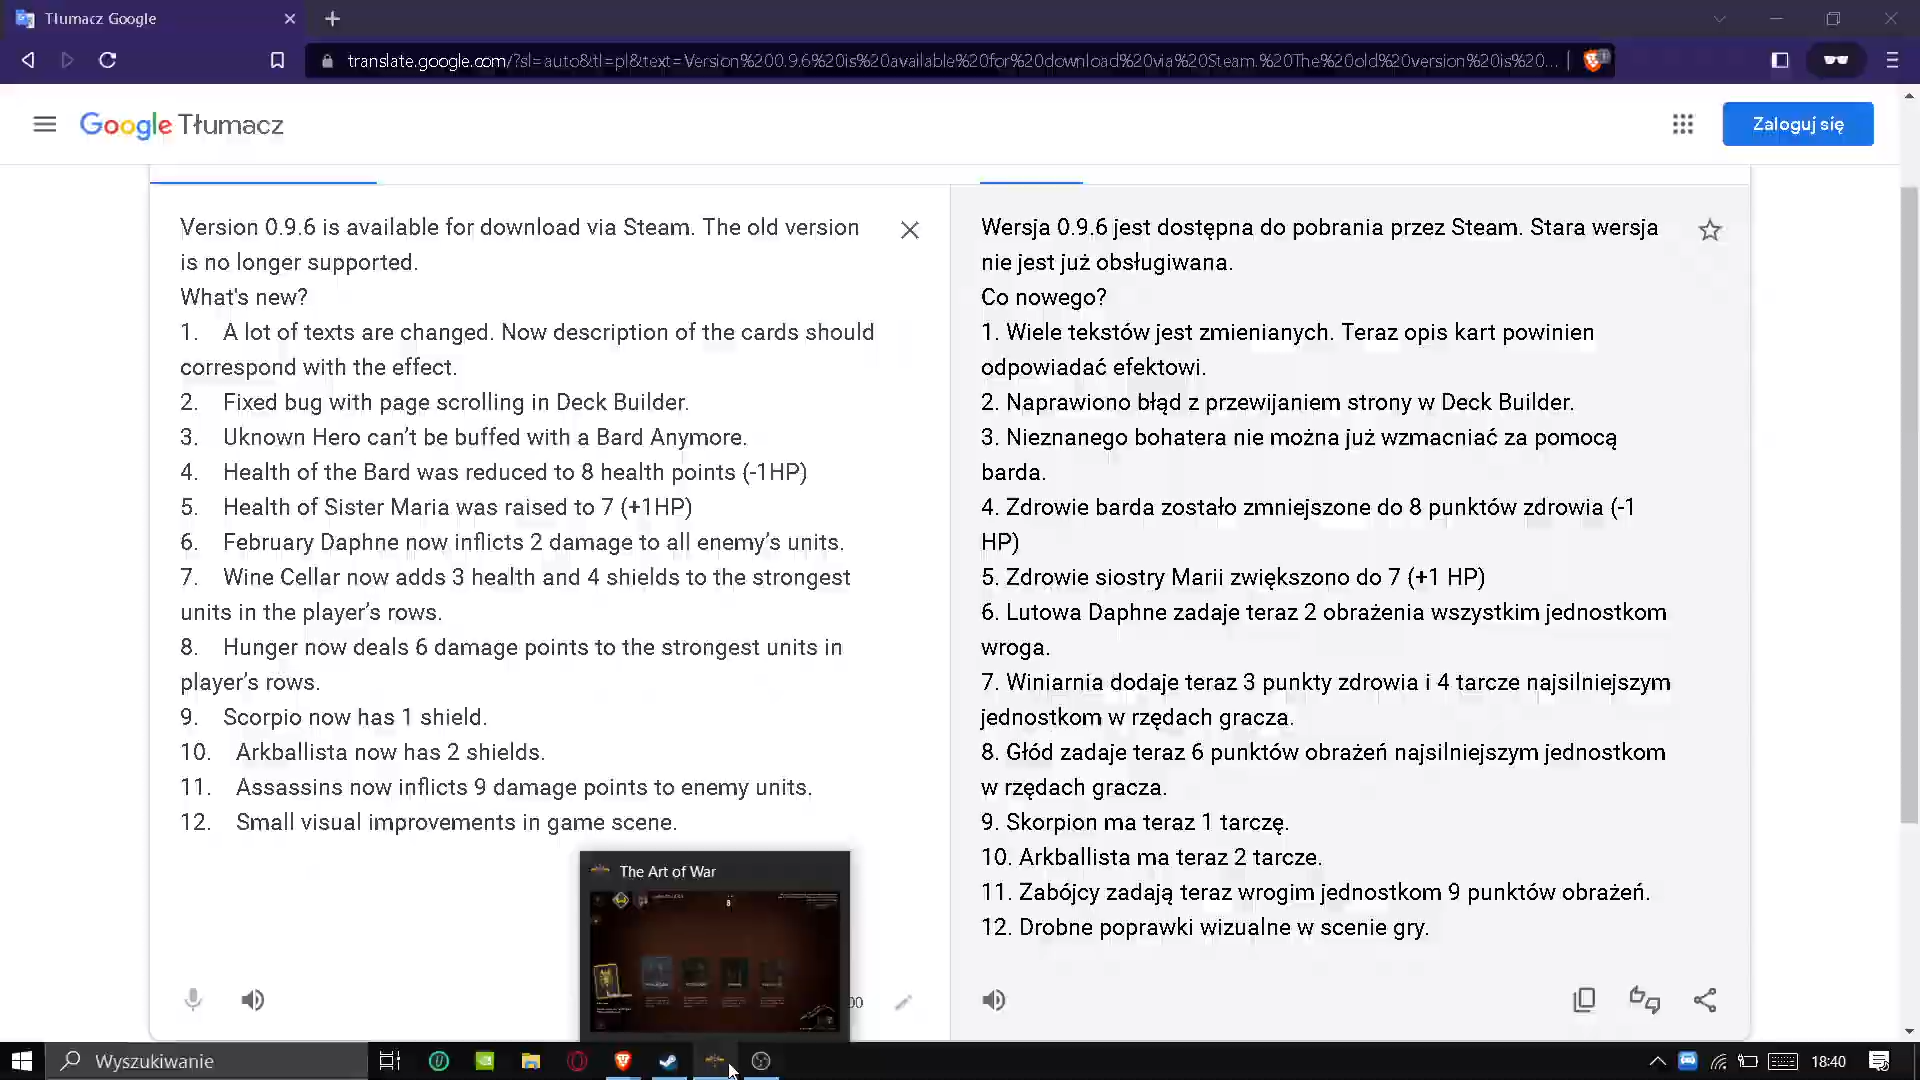 Tłumacz Google
translate.google.com/?sl=auto&tl=pl&text=Version%200.9.6%20is%20available%20for%20download%20via%20Steam.%20The%20old%20version%20is%20...
Google Tłumacz
Zaloguj się
Version 0.9.6 is available for download via Steam. The old version
is no longer supported.
What's new?
1. A lot of texts are changed. Now description of the cards should
correspond with the effect.
2. Fixed bug with page scrolling in Deck Builder.
3. Uknown Hero can’t be buffed with a Bard Anymore.
4. Health of the Bard was reduced to 8 health points (-1HP)
5. Health of Sister Maria was raised to 7 (+1HP)
6. February Daphne now inflicts 2 damage to all enemy’s units.
7. Wine Cellar now adds 3 health and 4 shields to the strongest
units in the player’s rows.
8. Hunger now deals 6 damage points to the strongest units in
player’s rows.
9. Scorpio now has 1 shield.
10. Arkballista now has 2 shields.
11. Assassins now inflicts 9 damage points to enemy units.
12. Small visual improvements in game scene.
Wersja 0.9.6 jest dostępna do pobrania przez Steam. Stara wersja
nie jest już obsługiwana.
Co nowego?
1. Wiele tekstów jest zmienianych. Teraz opis kart powinien
odpowiadać efektowi.
2. Naprawiono błąd z przewijaniem strony w Deck Builder.
3. Nieznanego bohatera nie można już wzmacniać za pomocą
barda.
4. Zdrowie barda zostało zmniejszone do 8 punktów zdrowia (-1
HP)
5. Zdrowie siostry Marii zwiększono do 7 (+1 HP)
6. Lutowa Daphne zadaje teraz 2 obrażenia wszystkim jednostkom
wroga.
7. Winiarnia dodaje teraz 3 punkty zdrowia i 4 tarcze najsilniejszym
jednostkom w rzędach gracza.
8. Głód zadaje teraz 6 punktów obrażeń najsilniejszym jednostkom
w rzędach gracza.
9. Skorpion ma teraz 1 tarczę.
10. Arkballista ma teraz 2 tarcze.
11. Zabójcy zadają teraz wrogim jednostkom 9 punktów obrażeń.
12. Drobne poprawki wizualne w scenie gry.
The Art of War
8
00
Wyszukiwanie
18:40